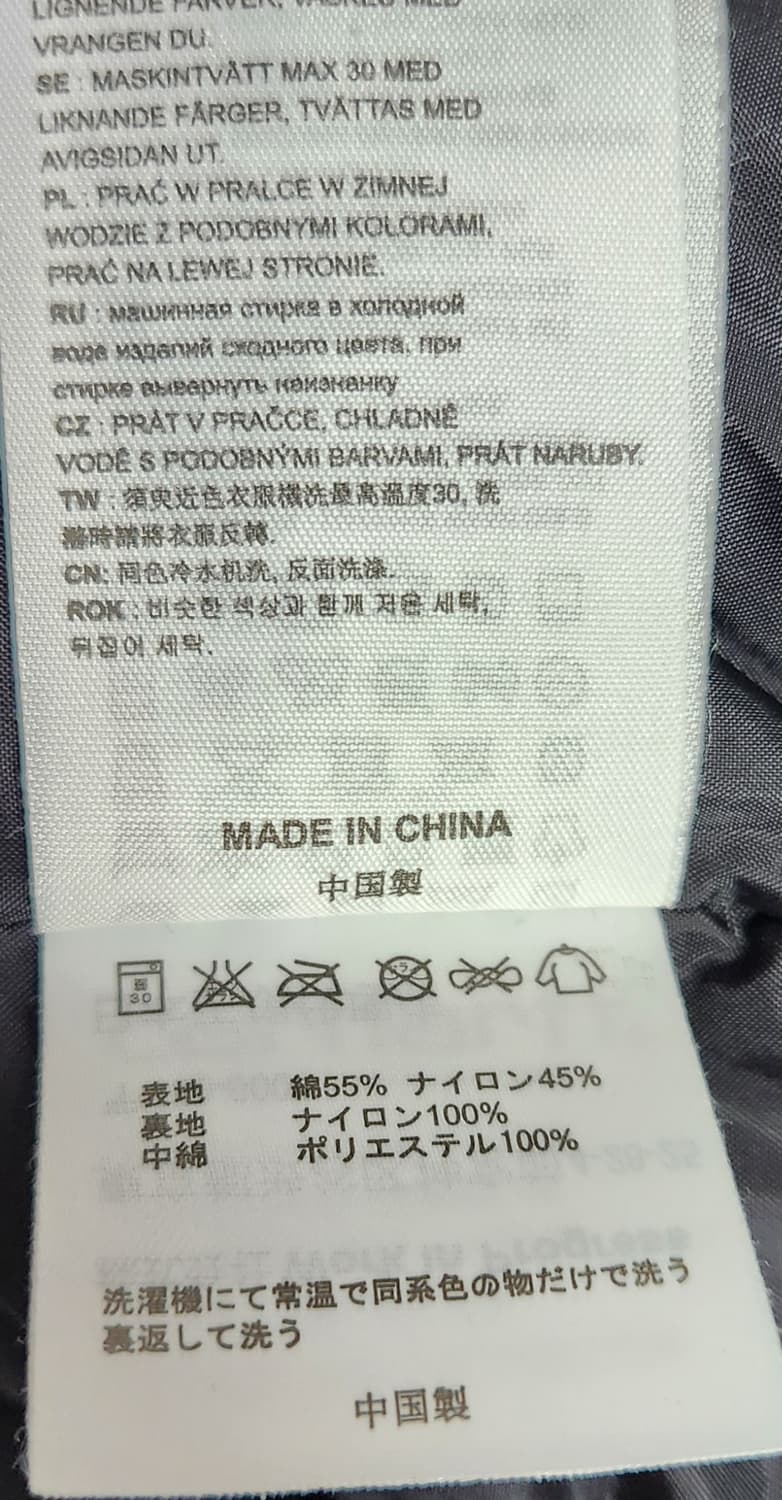 LIGNENDE FARVER, VASKES MED
VRANGEN DU.
SE : MASKINTVÄTT MAX 30 MED
LIKNANDE FÄRGER, TVÄTTAS MED
AVIGSIDAN UT.
PL : PRAĆ W PRALCE W ZIMNEJ
WODZIE Z PODOBNYMI KOLORAMI,
PRAĆ NA LEWEJ STRONIE.
RU : машинная стирка в холодной
воде изделий сходного цвета, при
стирке вывернуть наизнанку
CZ : PRÁT V PRAČCE, CHLADNÉ
VODĚ S PODOBNÝMI BARVAMI, PRÁT NARUBY.
TW : 須與近色衣服機洗最高溫度30, 洗
滌時請將衣服反轉.
CN: 同色冷水机洗, 反面洗涤.
ROK : 비슷한 색상과 함께 저온 세탁,
뒤집어 세탁.
MADE IN CHINA
中国製
30
表地 綿55% ナイロン45%
裏地 ナイロン100%
中綿 ポリエステル100%
洗濯機にて常温で同系色の物だけで洗う
裏返して洗う
中国製